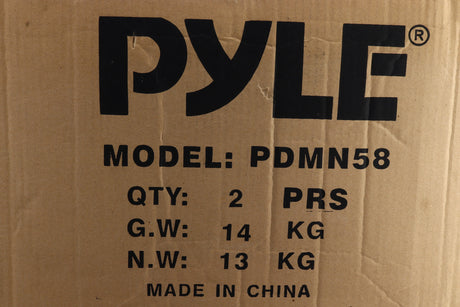 PYLE®
MODEL: PDMN58
QTY: 2 PRS
G.W: 14 KG
N.W: 13 KG
MADE IN CHINA